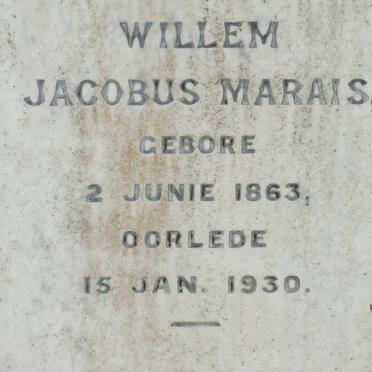 WILLEM
JACOBUS MARAIS,
GEBORE
2 JUNIE 1863,
OORLEDE
15 JAN. 1930.